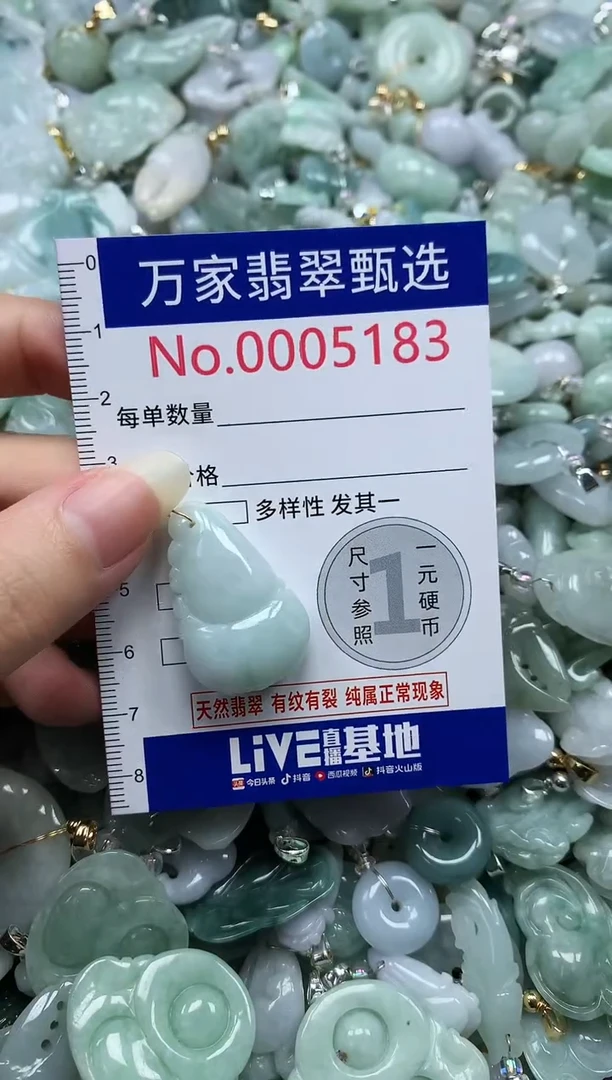 万家翡翠甄选
No.0005183
每单数量
格
多样性 发其一
尺寸参照
1
一元硬币
天然翡翠 有纹有裂 纯属正常现象
LiVE直播基地
头条 今日头条 抖音 西瓜视频 抖音火山版
0
1
2
3
5
6
7
8